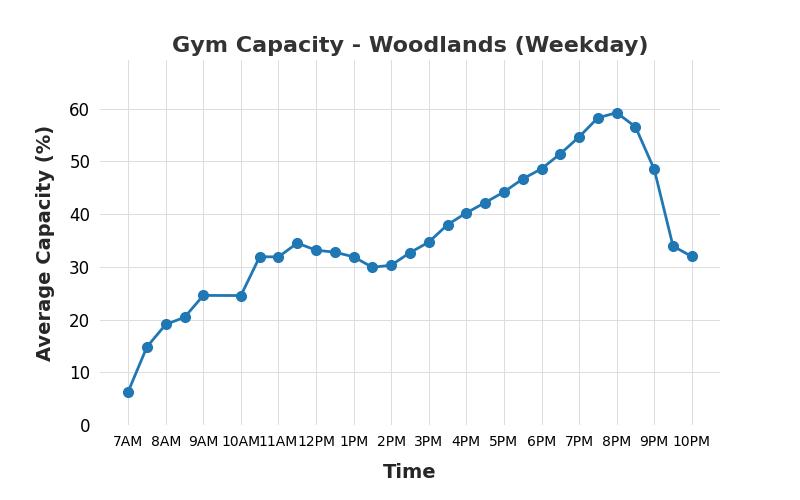 Gym Capacity - Woodlands (Weekday)
Average Capacity (%)
60
50
40
30
20
10
0
7AM 8AM 9AM 10AM 11AM 12PM 1PM 2PM 3PM 4PM 5PM 6PM 7PM 8PM 9PM 10PM
Time